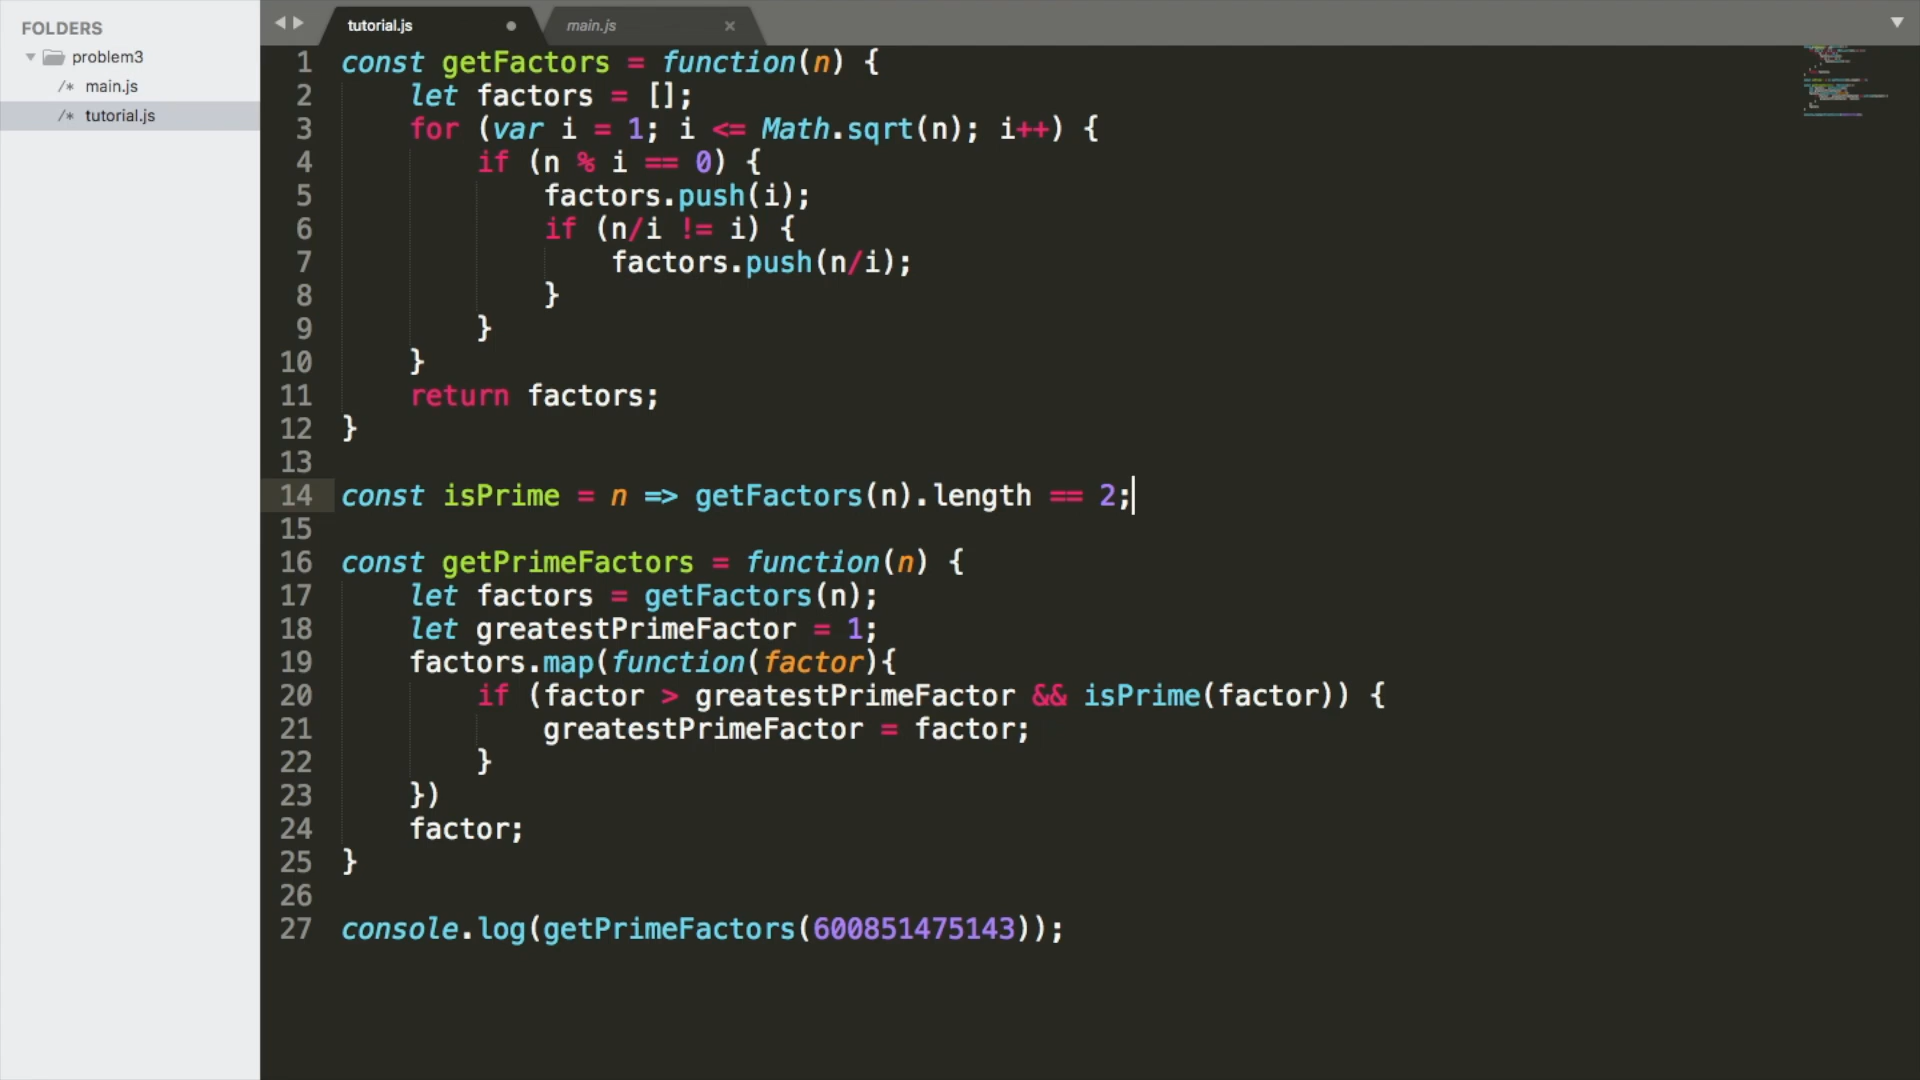 FOLDERS
problem3
/* main.js
/* tutorial.js
tutorial.js
main.js
1 const getFactors = function(n) {
2     let factors = [];
3     for (var i = 1; i <= Math.sqrt(n); i++) {
4         if (n % i == 0) {
5             factors.push(i);
6             if (n/i != i) {
7                 factors.push(n/i);
8             }
9         }
10     }
11     return factors;
12 }
13
14 const isPrime = n => getFactors(n).length == 2;
15
16 const getPrimeFactors = function(n) {
17     let factors = getFactors(n);
18     let greatestPrimeFactor = 1;
19     factors.map(function(factor){
20         if (factor > greatestPrimeFactor && isPrime(factor)) {
21             greatestPrimeFactor = factor;
22         }
23     })
24     factor;
25 }
26
27 console.log(getPrimeFactors(600851475143));